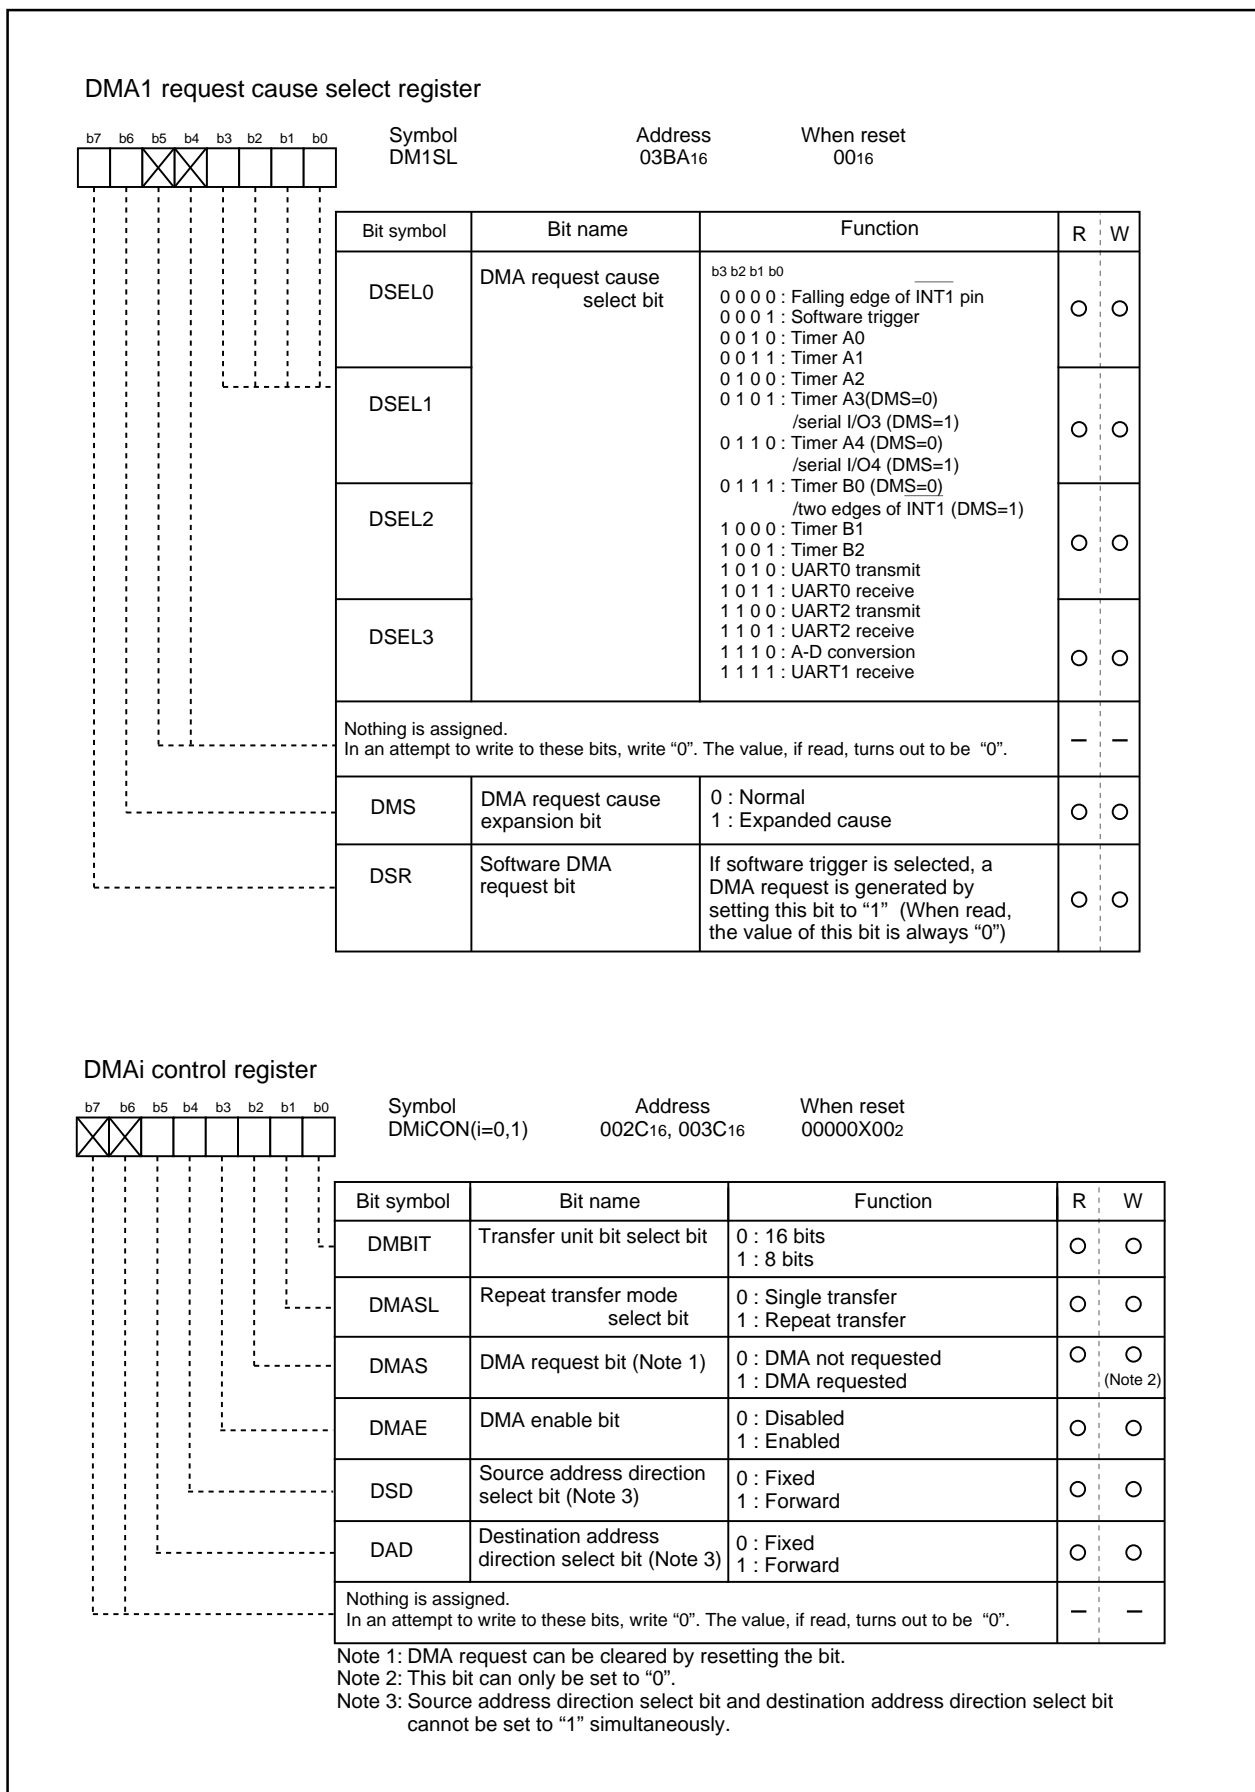 DMA1 request cause select register
b7 b6 b5 b4 b3 b2 b1 b0
Symbol Address When reset
DM1SL 03BA16 0016
Bit symbol Bit name Function R W
DSEL0 DMA request cause select bit
b3 b2 b1 b0
0 0 0 0 : Falling edge of INT1 pin
0 0 0 1 : Software trigger
0 0 1 0 : Timer A0
0 0 1 1 : Timer A1
0 1 0 0 : Timer A2
DSEL1
0 1 0 1 : Timer A3(DMS=0)
/serial I/O3 (DMS=1)
0 1 1 0 : Timer A4 (DMS=0)
/serial I/O4 (DMS=1)
0 1 1 1 : Timer B0 (DMS=0)
/two edges of INT1 (DMS=1)
DSEL2
1 0 0 0 : Timer B1
1 0 0 1 : Timer B2
1 0 1 0 : UART0 transmit
1 0 1 1 : UART0 receive
1 1 0 0 : UART2 transmit
DSEL3
1 1 0 1 : UART2 receive
1 1 1 0 : A-D conversion
1 1 1 1 : UART1 receive
Nothing is assigned.
In an attempt to write to these bits, write “0”. The value, if read, turns out to be “0”.
DMS
DMA request cause
expansion bit
0 : Normal
1 : Expanded cause
DSR
Software DMA
request bit
If software trigger is selected, a
DMA request is generated by
setting this bit to “1” (When read,
the value of this bit is always “0”)
DMAi control register
b7 b6 b5 b4 b3 b2 b1 b0
Symbol Address When reset
DMiCON(i=0,1) 002C16, 003C16 00000X002
Bit symbol Bit name Function R W
DMBIT
Transfer unit bit select bit
0 : 16 bits
1 : 8 bits
DMASL
Repeat transfer mode
select bit
0 : Single transfer
1 : Repeat transfer
DMAS
DMA request bit (Note 1)
0 : DMA not requested
1 : DMA requested
(Note 2)
DMAE
DMA enable bit
0 : Disabled
1 : Enabled
DSD
Source address direction
select bit (Note 3)
0 : Fixed
1 : Forward
DAD
Destination address
direction select bit (Note 3)
0 : Fixed
1 : Forward
Nothing is assigned.
In an attempt to write to these bits, write “0”. The value, if read, turns out to be “0”.
Note 1: DMA request can be cleared by resetting the bit.
Note 2: This bit can only be set to “0”.
Note 3: Source address direction select bit and destination address direction select bit
cannot be set to “1” simultaneously.